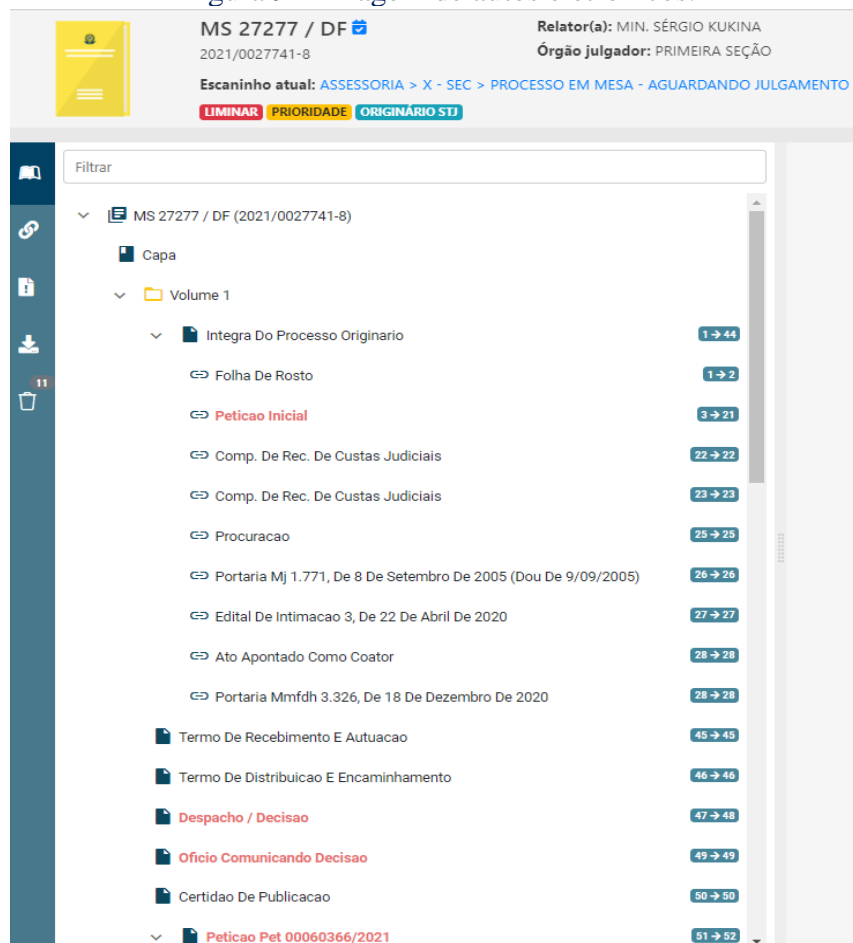 MS 27277 / DF
Relator(a): MIN. SÉRGIO KUKINA
2021/0027741-8
Órgão julgador: PRIMEIRA SEÇÃO
Escaninho atual: ASSESSORIA > X - SEC > PROCESSO EM MESA - AGUARDANDO JULGAMENTO
LIMINAR PRIORIDADE ORIGINÁRIO STJ
Filtrar
MS 27277 / DF (2021/0027741-8)
Capa
Volume 1
11
Integra Do Processo Originario 1→44
Folha De Rosto 1→2
Peticao Inicial 3→21
Comp. De Rec. De Custas Judiciais 22→22
Comp. De Rec. De Custas Judiciais 23→23
Procuracao 25→25
Portaria Mj 1.771, De 8 De Setembro De 2005 (Dou De 9/09/2005) 26→26
Edital De Intimacao 3, De 22 De Abril De 2020 27→27
Ato Apontado Como Coator 28→28
Portaria Mmfdh 3.326, De 18 De Dezembro De 2020 28→28
Termo De Recebimento E Autuacao 45→45
Termo De Distribuicao E Encaminhamento 46→46
Despacho / Decisao 47→48
Oficio Comunicando Decisao 49→49
Certidao De Publicacao 50→50
Peticao Pet 00060366/2021 51→52